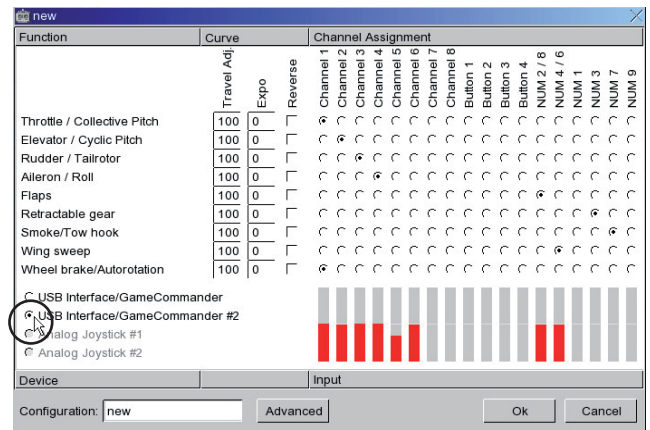 new
Function Curve Channel Assignment
Travel Adj. Expo Reverse Channel 1 Channel 2 Channel 3 Channel 4 Channel 5 Channel 6 Channel 7 Channel 8 Button 1 Button 2 Button 3 Button 4 NUM 2 / 8 NUM 4 / 6 NUM 1 NUM 3 NUM 7 NUM 9
Throttle / Collective Pitch 100 0
Elevator / Cyclic Pitch 100 0
Rudder / Tailrotor 100 0
Aileron / Roll 100 0
Flaps 100 0
Retractable gear 100 0
Smoke/Tow hook 100 0
Wing sweep 100 0
Wheel brake/Autorotation 100 0
USB Interface/GameCommander
USB Interface/GameCommander #2
Analog Joystick #1
Analog Joystick #2
Device Input
Configuration: new Advanced Ok Cancel